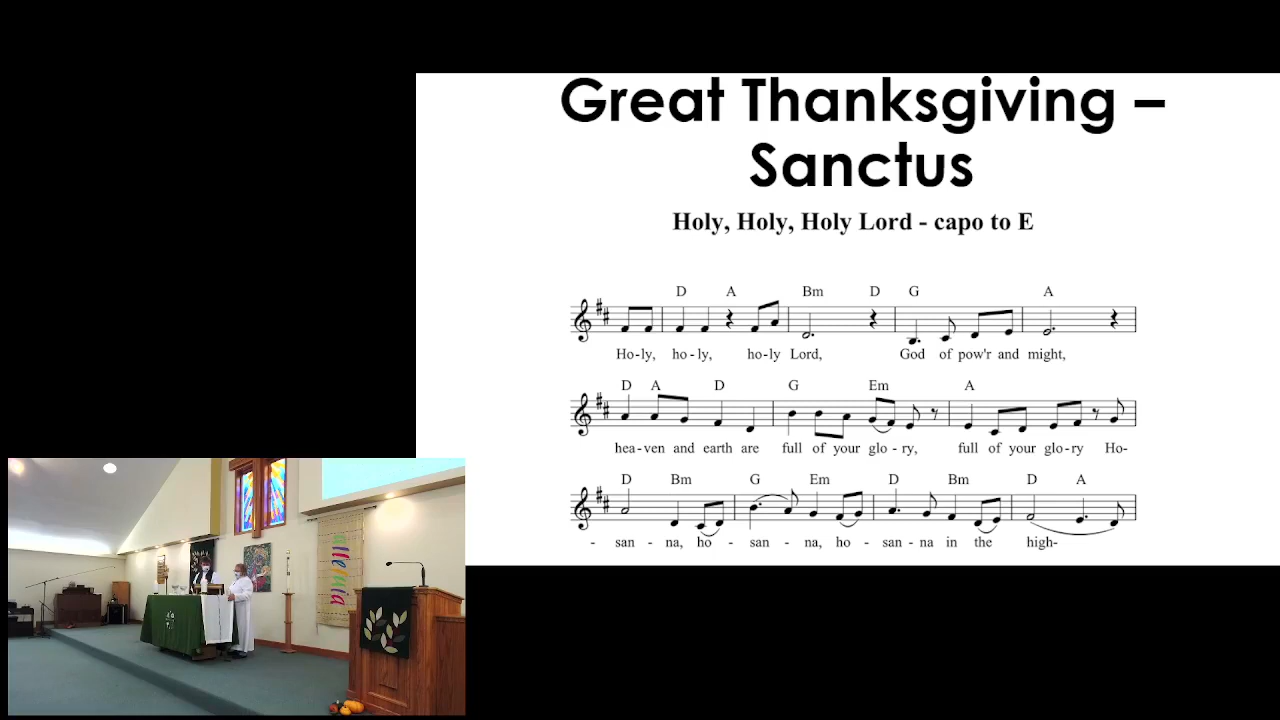 Great Thanksgiving –
Sanctus
Holy, Holy, Holy Lord - capo to E
D A Bm D G A
Ho-ly, ho-ly, ho-ly Lord, God of pow'r and might,
D A D G Em A
hea-ven and earth are full of your glo-ry, full of your glo-ry Ho-
D Bm G Em D Bm D A
- san - na, ho - san - na, ho - san - na in the high-
alleluia